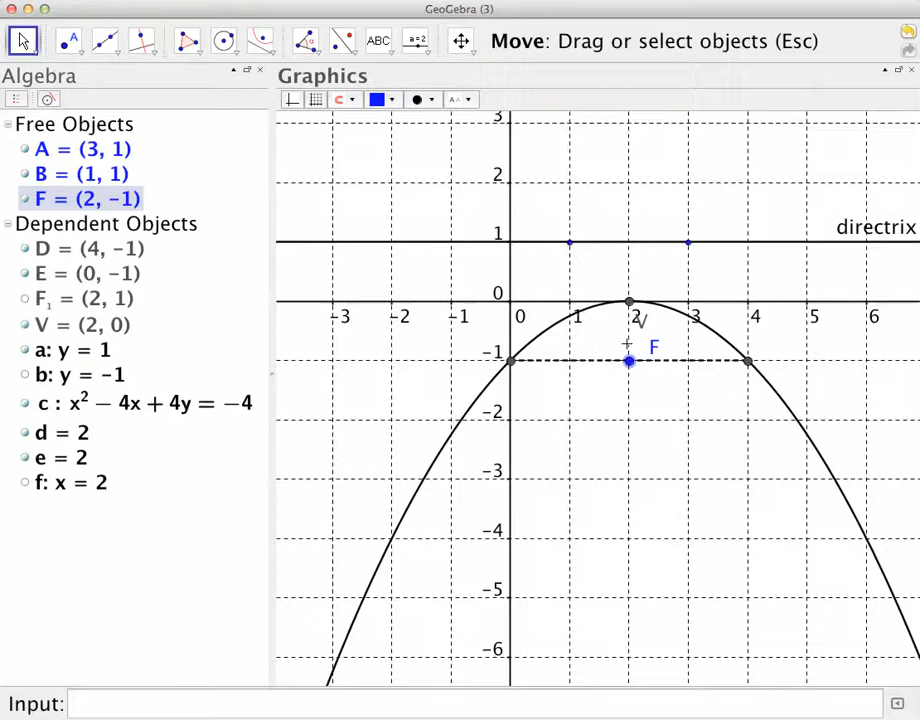 GeoGebra (3)
A
ABC
a=2
Move: Drag or select objects (Esc)
Algebra
Graphics
A A
Free Objects
A = (3, 1)
B = (1, 1)
F = (2, -1)
Dependent Objects
D = (4, -1)
E = (0, -1)
F₁ = (2, 1)
V = (2, 0)
a: y = 1
b: y = -1
c : x² − 4x + 4y = −4
d = 2
e = 2
f: x = 2
3
2
directrix
1
0
-3 -2 -1 0 1 2 3 4 5 6
V
F
-1
-2
-3
-4
-5
-6
Input: